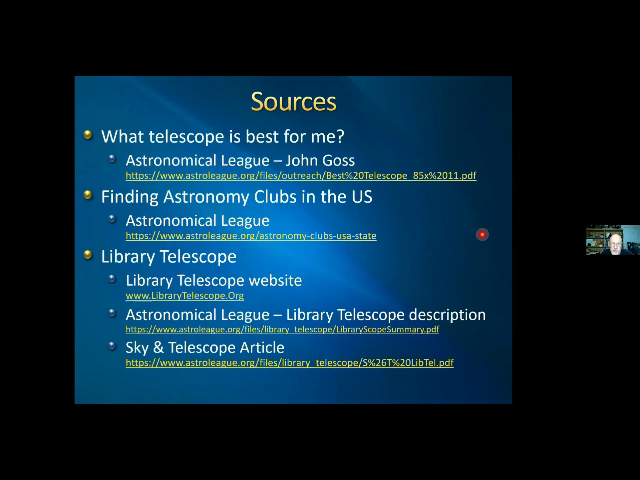 Sources
What telescope is best for me?
Astronomical League – John Goss
https://www.astroleague.org/files/outreach/Best%20Telescope_85x%2011.pdf
Finding Astronomy Clubs in the US
Astronomical League
https://www.astroleague.org/astronomy-clubs-usa-state
Library Telescope
Library Telescope website
www.LibraryTelescope.Org
Astronomical League – Library Telescope description
https://www.astroleague.org/files/library_telescope/LibraryScopeSummary.pdf
Sky & Telescope Article
https://www.astroleague.org/files/library_telescope/S%26T%20LibTel.pdf